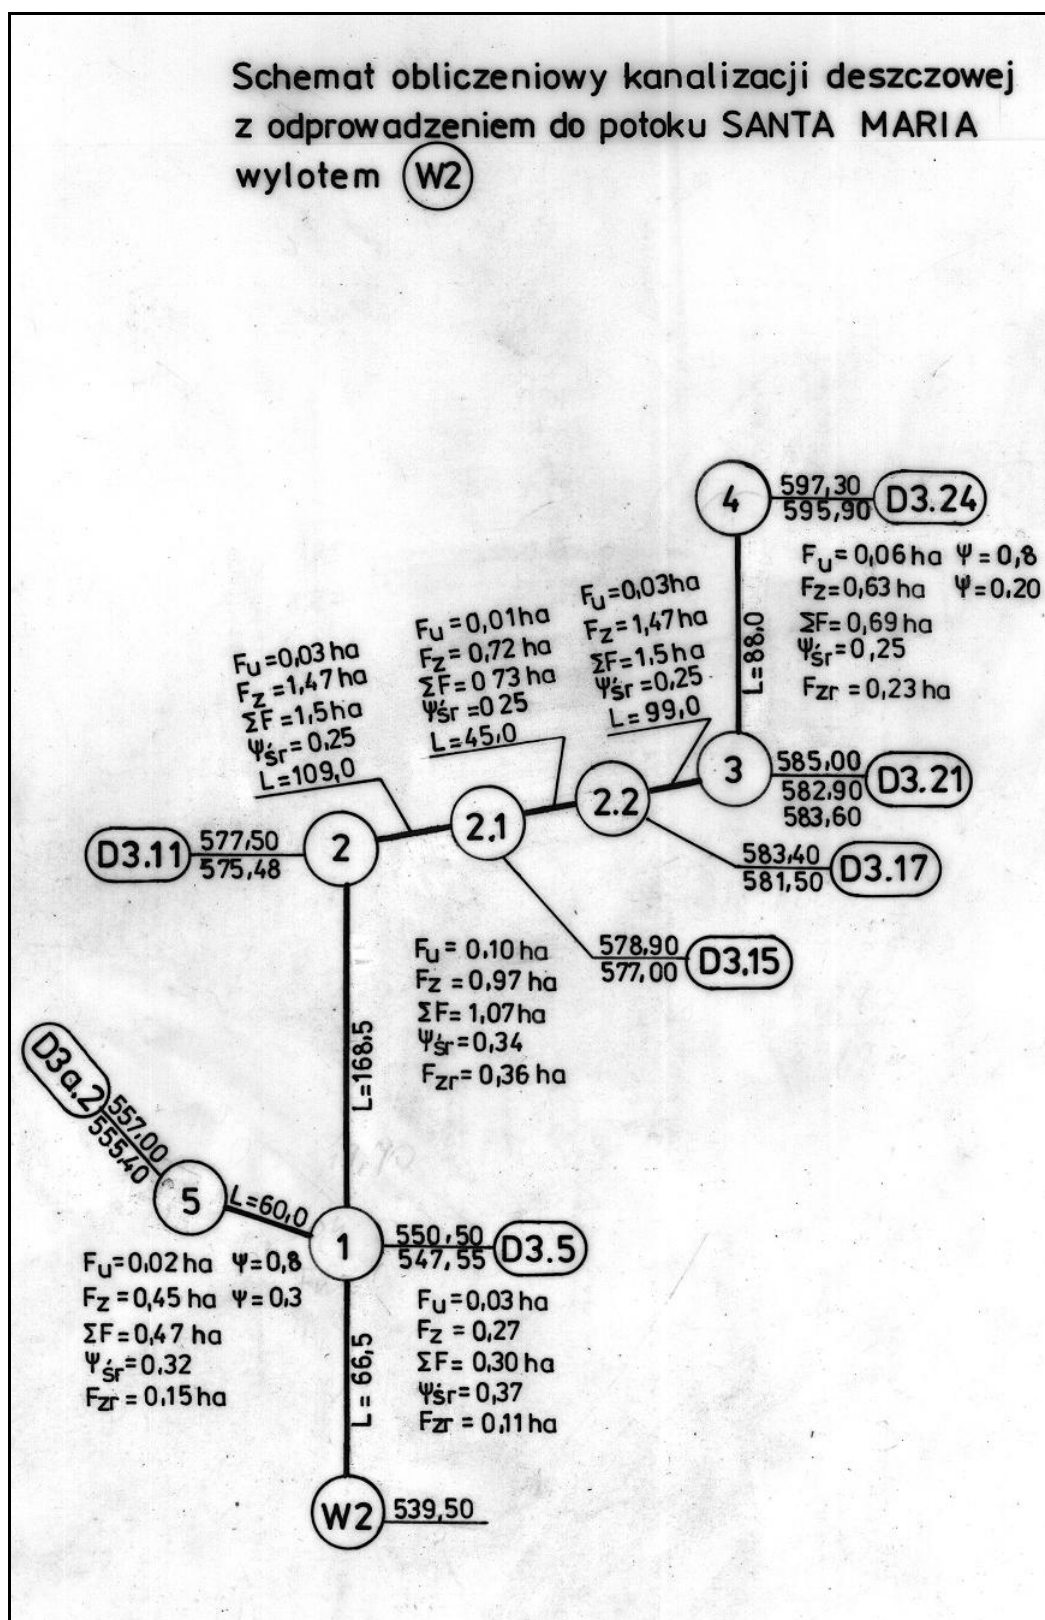 Schemat obliczeniowy kanalizacji deszczowej
z odprowadzeniem do potoku SANTA MARIA
wylotem W2
4
597,30
595,90
D3.24
Fu = 0,06 ha Ψ = 0,8
Fz = 0,63 ha Ψ = 0,20
ΣF = 0,69 ha
Ψśr = 0,25
Fzr = 0,23 ha
L = 88,0
Fu = 0,03 ha
Fz = 1,47 ha
ΣF = 1,5 ha
Ψśr = 0,25
L = 99,0
Fu = 0,01 ha
Fz = 0,72 ha
ΣF = 0 73 ha
Ψśr = 0 25
L = 45,0
Fu = 0,03 ha
Fz = 1,47 ha
ΣF = 1,5 ha
Ψśr = 0,25
L = 109,0
3
585,00
582,90
583,60
D3.21
2.2
583,40
581,50
D3.17
2.1
578,90
577,00
D3.15
2
D3.11
577,50
575,48
Fu = 0,10 ha
Fz = 0,97 ha
ΣF = 1,07 ha
Ψśr = 0,34
Fzr = 0,36 ha
L = 168,5
D3a.2
557,00
555,40
5
L = 60,0
1
550,50
547,55
D3.5
Fu = 0,02 ha Ψ = 0,8
Fz = 0,45 ha Ψ = 0,3
ΣF = 0,47 ha
Ψśr = 0,32
Fzr = 0,15 ha
Fu = 0,03 ha
Fz = 0,27
ΣF = 0,30 ha
Ψśr = 0,37
Fzr = 0,11 ha
L = 66,5
W2
539,50